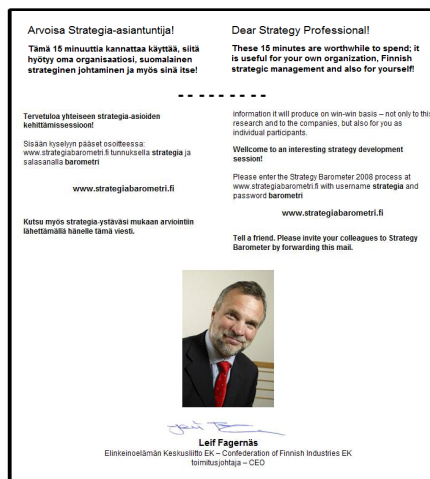 Arvoisa Strategia-asiantuntija!
Tämä 15 minuuttia kannattaa käyttää, siitä
hyötyy oma organisaatiosi, suomalainen
strateginen johtaminen ja myös sinä itse!
Dear Strategy Professional!
These 15 minutes are worthwhile to spend; it
is useful for your own organization, Finnish
strategic management and also for yourself!
Tervetuloa yhteiseen strategia-asioiden
kehittämissessioon!
Sisään kyselyyn pääset osoitteessa:
www.strategiabarometri.fi tunnuksella strategia ja
salasanalla barometri
www.strategiabarometri.fi
Kutsu myös strategia-ystäväsi mukaan arviointiin
lähettämällä hänelle tämä viesti.
information it will produce on win-win basis – not only to this
research and to the companies, but also for you as
individual participants.
Wellcome to an interesting strategy development
session!
Please enter the Strategy Barometer 2008 process at
www.strategiabarometri.fi with username strategia and
password barometri
www.strategiabarometri.fi
Tell a friend. Please invite your colleagues to Strategy
Barometer by forwarding this mail.
Leif Fagernäs
Elinkeinoelämän Keskusliitto EK – Confederation of Finnish Industries EK
toimitusjohtaja – CEO